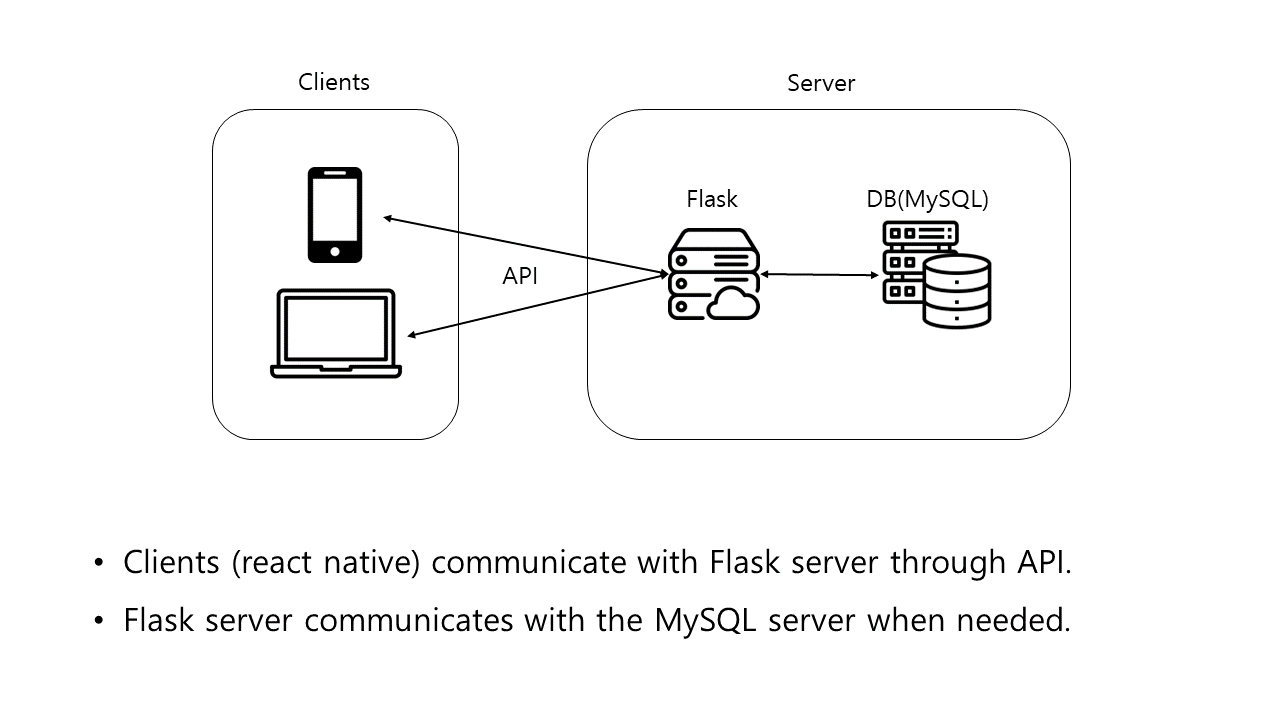 Clients
Server
Flask
DB(MySQL)
API
• Clients (react native) communicate with Flask server through API.
• Flask server communicates with the MySQL server when needed.